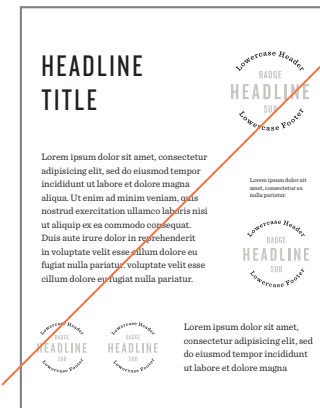 HEADLINE
TITLE
Lowercase Header
BADGE
HEADLINE
SUB
Lowercase Footer
Lorem ipsum dolor sit
amet, consectetur ea
nulla pariatur.
Lorem ipsum dolor sit amet, consectetur
adipisicing elit, sed do eiusmod tempor
incididunt ut labore et dolore magna
aliqua. Ut enim ad minim veniam, quis
nostrud exercitation ullamco laboris nisi
ut aliquip ex ea commodo consequat.
Duis aute irure dolor in reprehenderit
in voluptate velit esse cillum dolore eu
fugiat nulla pariatur. voluptate velit esse
cillum dolore eu fugiat nulla pariatur.
Lowercase Header
BADGE
HEADLINE
SUB
Lowercase Footer
Lowercase Header
BADGE
HEADLINE
SUB
Lowercase Footer
Lowercase Header
BADGE
HEADLINE
SUB
Lowercase Footer
Lorem ipsum dolor sit amet,
consectetur adipisicing elit, sed
do eiusmod tempor incididunt
ut labore et dolore magna